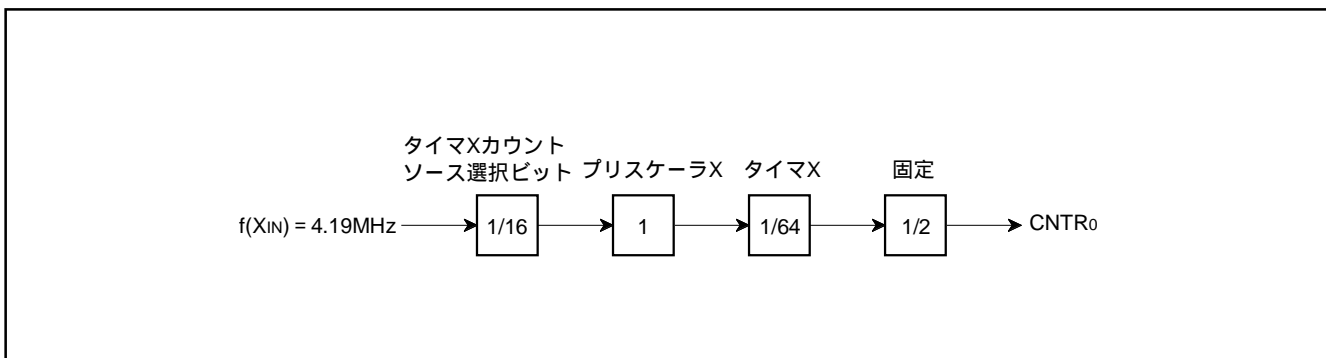 タイマXカウント
ソース選択ビット プリスケーラX タイマX 固定
f(XIN) = 4.19MHz 1/16 1 1/64 1/2 CNTR0